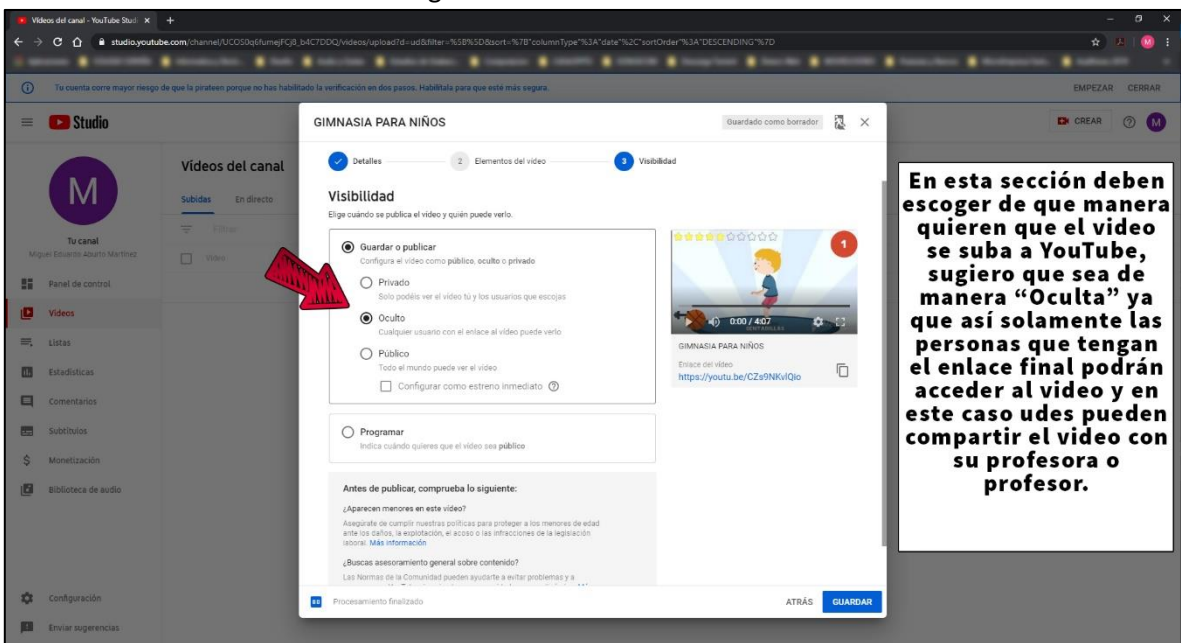 Vídeos del canal - YouTube Studi
studio.youtube.com/channel/UCOS0q6fumejFCj8_b4C7DDQ/videos/upload?d=ud&filter=%5B%5D&sort=%7B"columnType"%3A"date"%2C"sortOrder"%3A"DESCENDING"%7D
Tu cuenta corre mayor riesgo de que la pirateen porque no has habilitado la verificación en dos pasos. Habilítala para que esté más segura.
EMPEZAR CERRAR
Studio
CREAR
M
M
Tu canal
Miguel Eduardo Aburto Martínez
Panel de control
Vídeos
Listas
Estadísticas
Comentarios
Subtítulos
Monetización
Biblioteca de audio
Configuración
Enviar sugerencias
Vídeos del canal
Subidas En directo
Filtrar
Vídeo
GIMNASIA PARA NIÑOS
Guardado como borrador
Detalles
2 Elementos del vídeo
3 Visibilidad
Visibilidad
Elige cuándo se publica el vídeo y quién puede verlo.
Guardar o publicar
Configura el vídeo como público, oculto o privado
Privado
Solo podéis ver el vídeo tú y los usuarios que escojas
Oculto
Cualquier usuario con el enlace al vídeo puede verlo
Público
Todo el mundo puede ver el vídeo
Configurar como estreno inmediato
Programar
Indica cuándo quieres que el vídeo sea público
Antes de publicar, comprueba lo siguiente:
¿Aparecen menores en este vídeo?
Asegúrate de cumplir nuestras políticas para proteger a los menores de edad
ante los daños, la explotación, el acoso o las infracciones de la legislación
laboral. Más información
¿Buscas asesoramiento general sobre contenido?
Las Normas de la Comunidad pueden ayudarte a evitar problemas y a
1
0:00 / 4:07
SENTADILLAS
GIMNASIA PARA NIÑOS
Enlace del vídeo
https://youtu.be/CZs9NKvlQio
Procesamiento finalizado
ATRÁS GUARDAR
En esta sección deben
escoger de que manera
quieren que el video
se suba a YouTube,
sugiero que sea de
manera “Oculta” ya
que así solamente las
personas que tengan
el enlace final podrán
acceder al video y en
este caso udes pueden
compartir el video con
su profesora o
profesor.